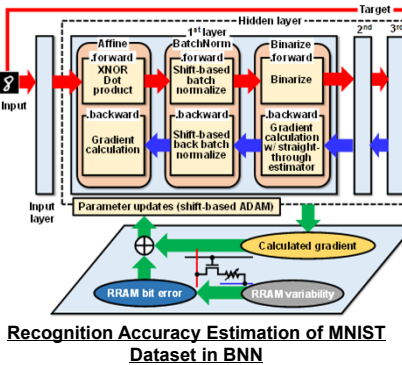 Target
Hidden layer
1st layer
2nd
3rd
Affine
BatchNorm
Binarize
.forward
.forward
.forward
XNOR
Dot
product
Shift-based
batch
normalize
Binarize
Input
.backward
.backward
.backward
Gradient
calculation
Shift-based
back batch
normalize
Gradient
calculation
w/ straight-
through
estimator
Input
layer
Parameter updates (shift-based ADAM)
Calculated gradient
RRAM bit error
RRAM variability
Recognition Accuracy Estimation of MNIST
Dataset in BNN